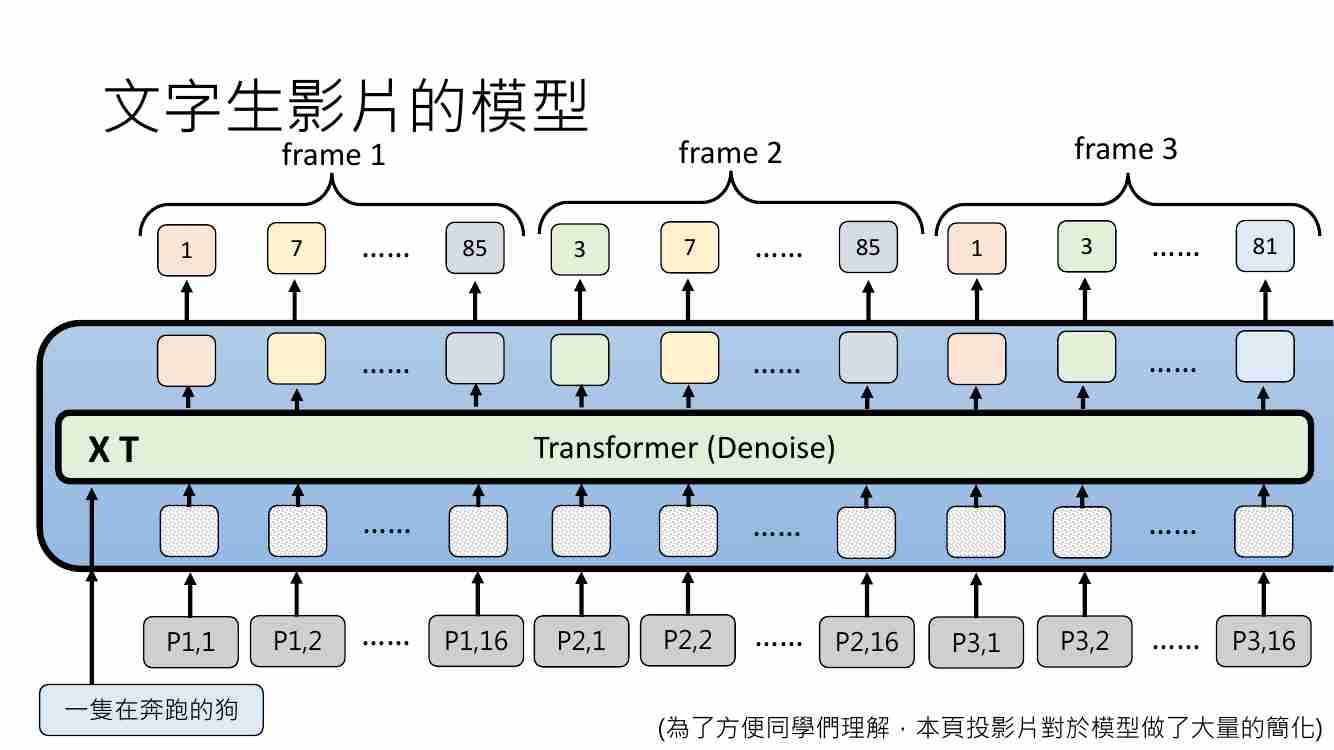 文字生影片的模型
frame 1 frame 2 frame 3
1 7 …… 85 3 7 …… 85 1 3 …… 81
…… …… ……
X T Transformer (Denoise)
…… …… ……
P1,1 P1,2 …… P1,16 P2,1 P2,2 …… P2,16 P3,1 P3,2 …… P3,16
一隻在奔跑的狗
(為了方便同學們理解，本頁投影片對於模型做了大量的簡化)